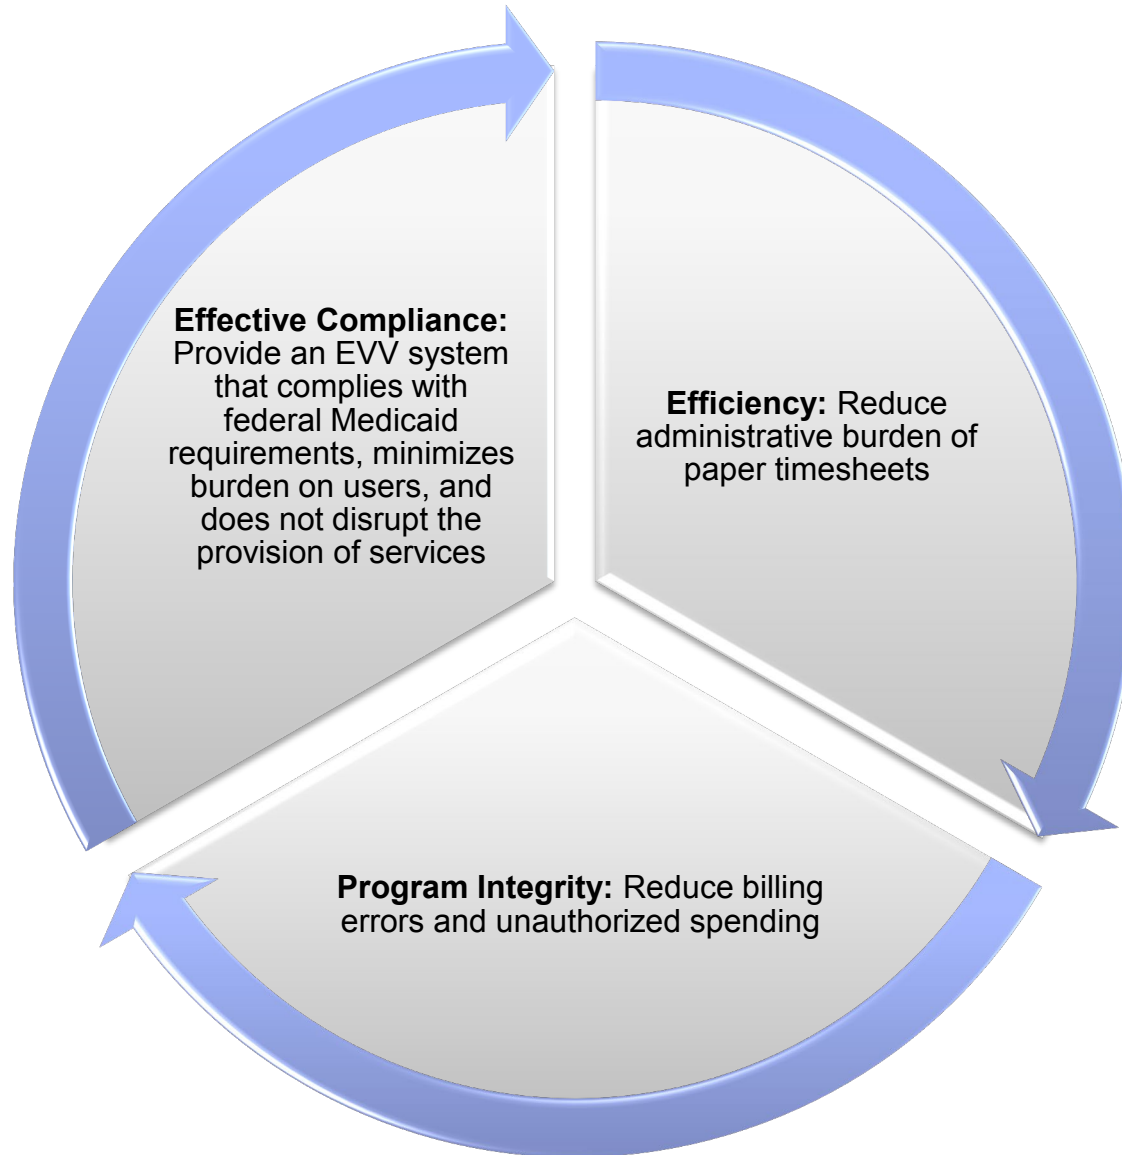 Effective Compliance:
Provide an EVV system
that complies with
federal Medicaid
requirements, minimizes
burden on users, and
does not disrupt the
provision of services
Efficiency: Reduce
administrative burden of
paper timesheets
Program Integrity: Reduce billing
errors and unauthorized spending